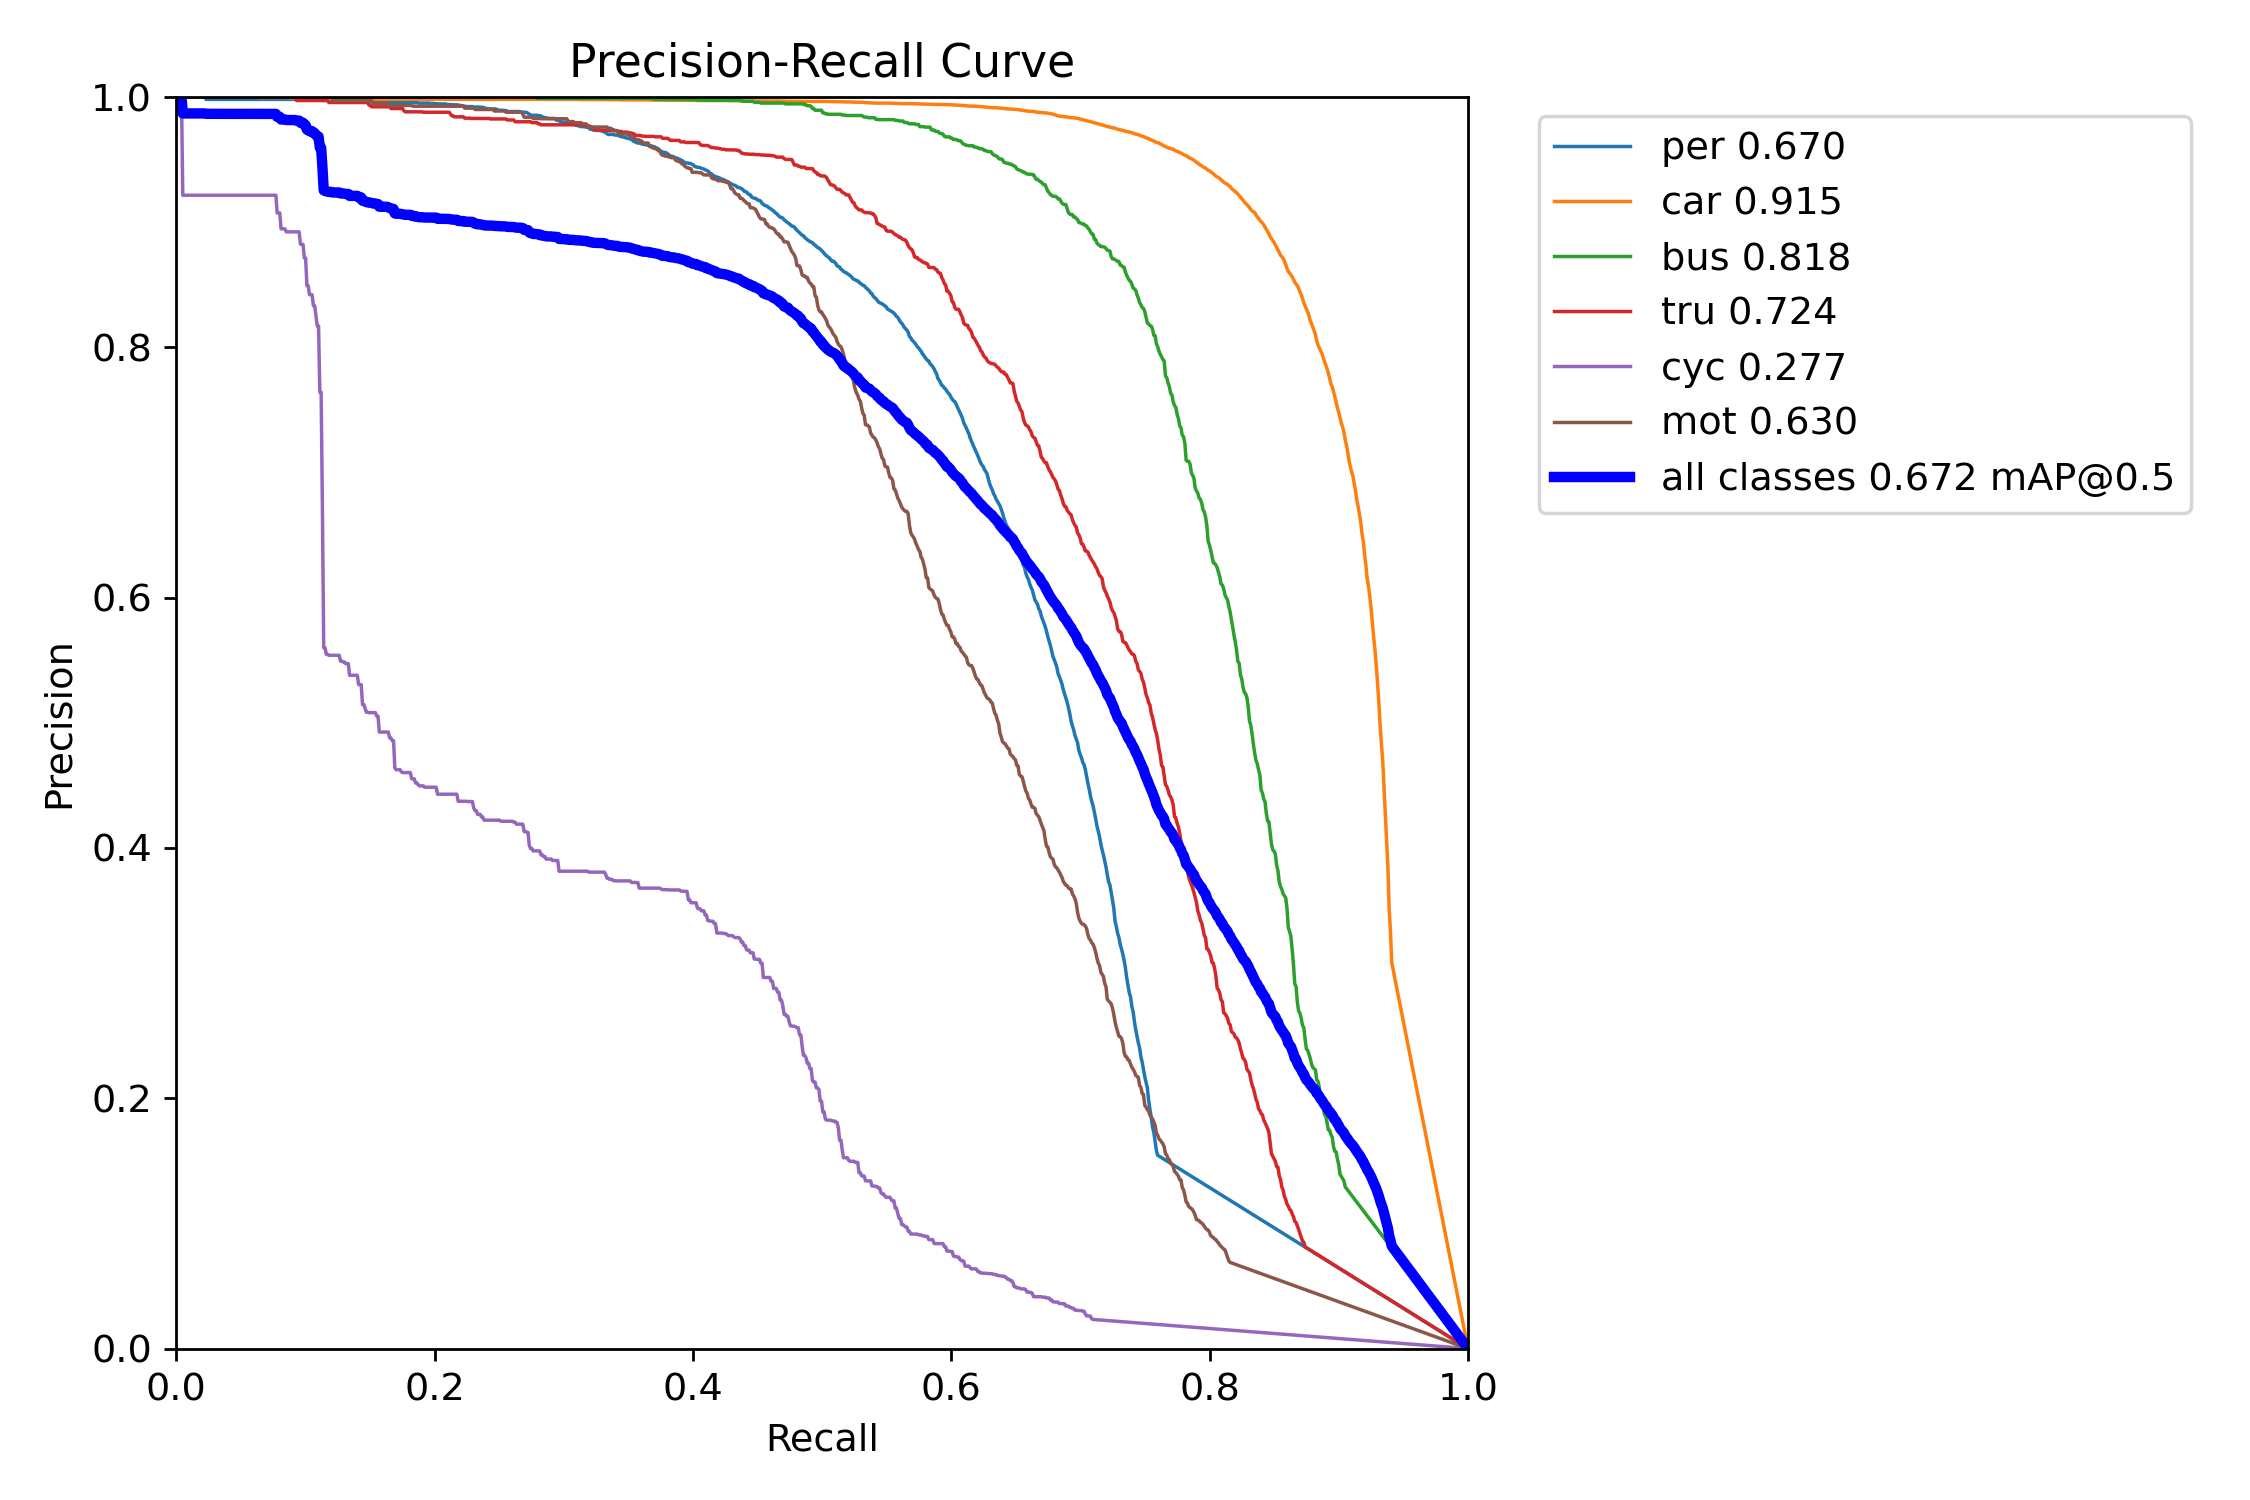 Precision-Recall Curve
1.0
0.8
0.6
0.4
0.2
0.0
Precision
0.0 0.2 0.4 0.6 0.8 1.0
Recall
per 0.670
car 0.915
bus 0.818
tru 0.724
cyc 0.277
mot 0.630
all classes 0.672 mAP@0.5